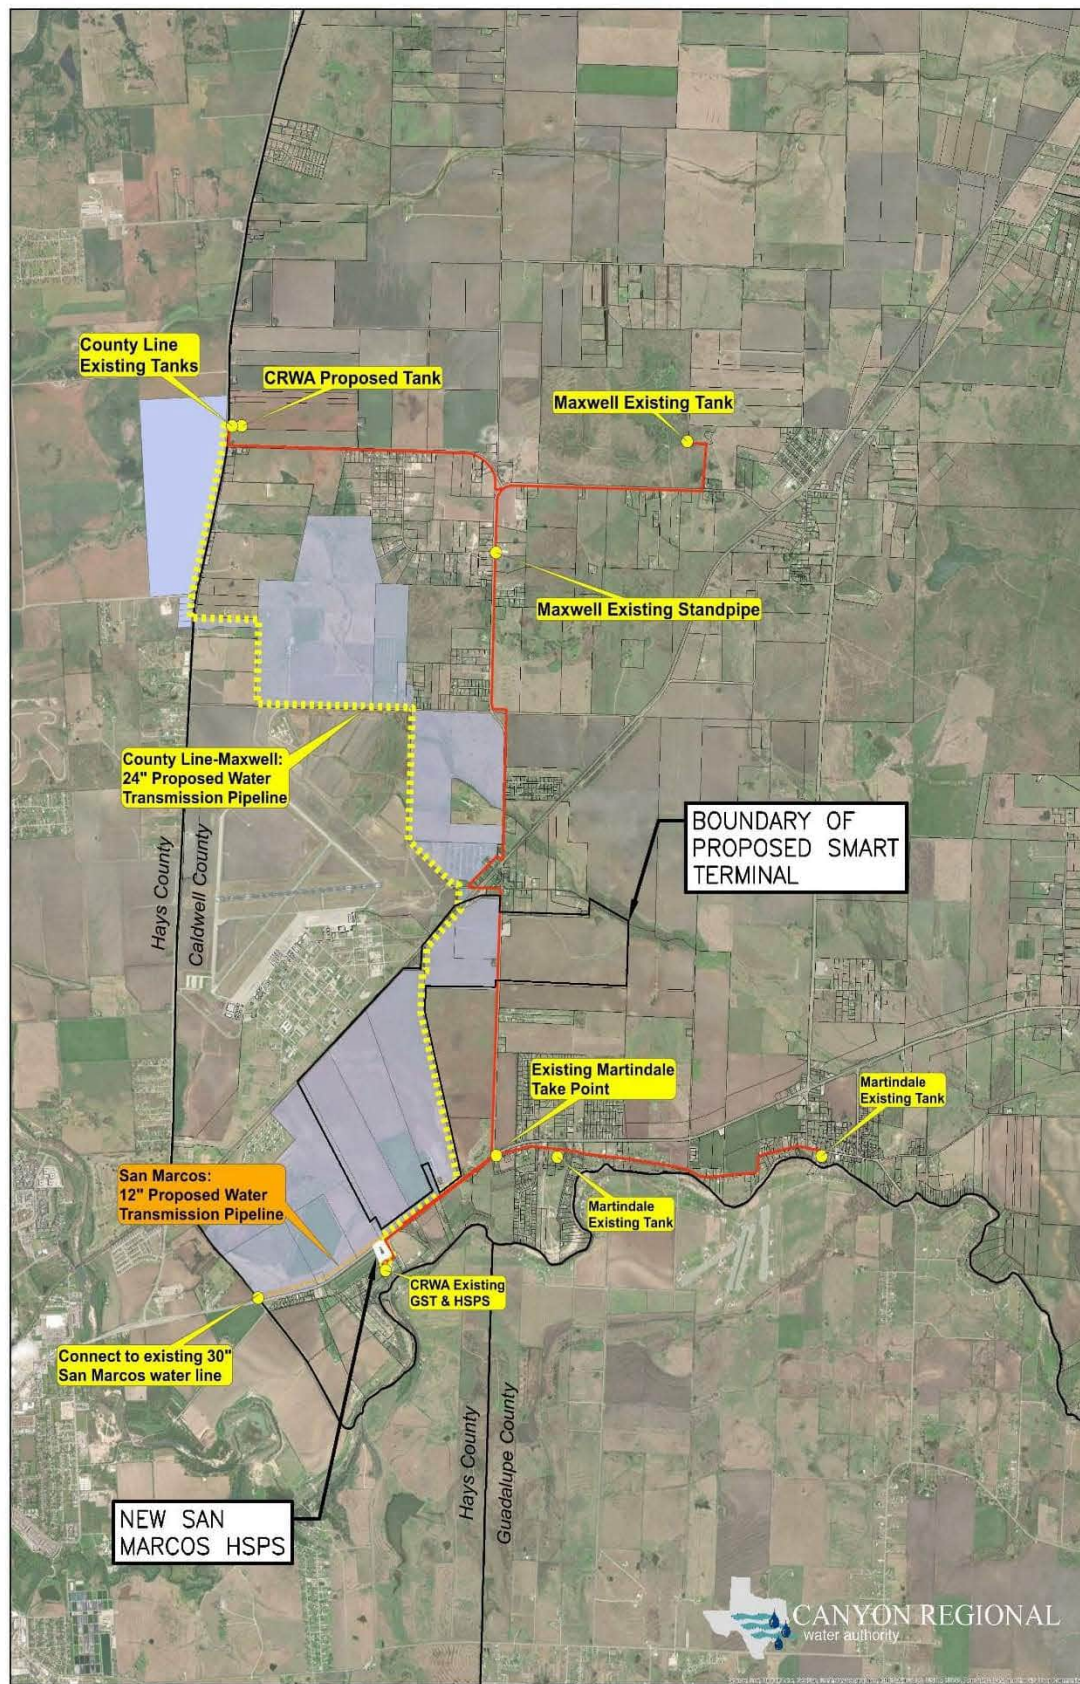 County Line
Existing Tanks
CRWA Proposed Tank
Maxwell Existing Tank
Maxwell Existing Standpipe
County Line-Maxwell:
24" Proposed Water
Transmission Pipeline
BOUNDARY OF
PROPOSED SMART
TERMINAL
Hays County
Caldwell County
Existing Martindale
Take Point
Martindale
Existing Tank
San Marcos:
12" Proposed Water
Transmission Pipeline
Martindale
Existing Tank
CRWA Existing
GST & HSPS
Connect to existing 30"
San Marcos water line
Hays County
Guadalupe County
NEW SAN
MARCOS HSPS
CANYON REGIONAL
water authority